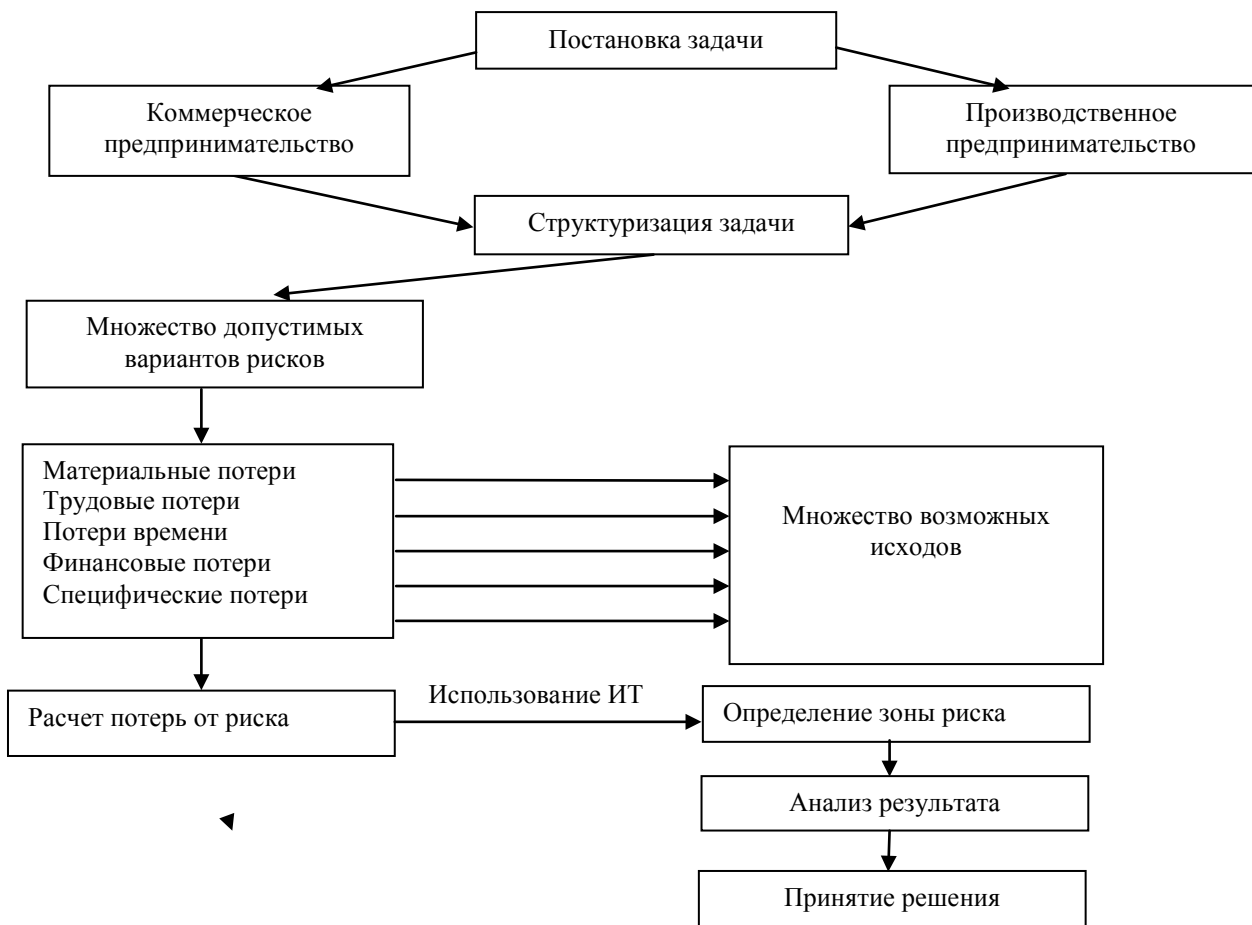 Постановка задачи
Коммерческое
предпринимательство
Производственное
предпринимательство
Структуризация задачи
Множество допустимых
вариантов рисков
Материальные потери
Трудовые потери
Потери времени
Финансовые потери
Специфические потери
Множество возможных
исходов
Расчет потерь от риска
Использование ИТ
Определение зоны риска
Анализ результата
Принятие решения